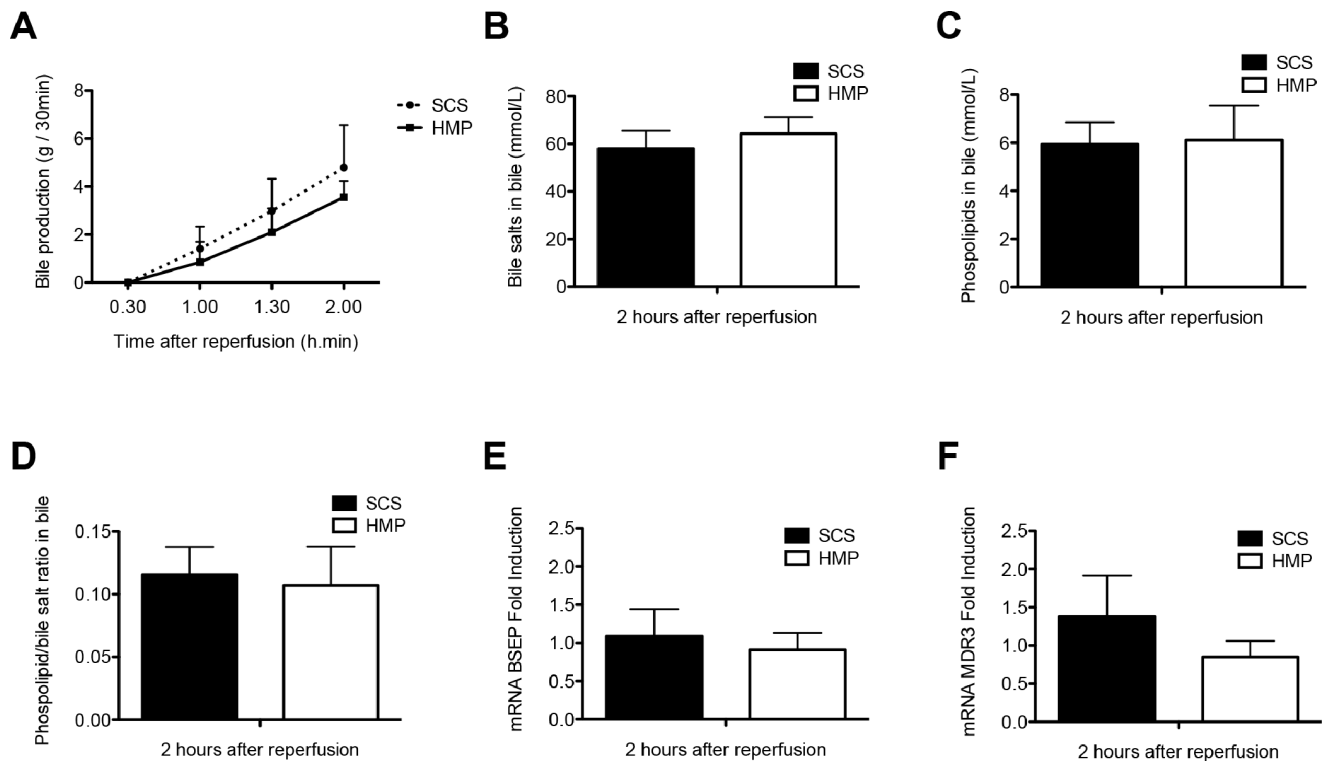 A
Bile production (g / 30min)
8
6
4
2
0
0.30 1.00 1.30 2.00
Time after reperfusion (h.min)
SCS
HMP
B
Bile salts in bile (mmol/L)
80
60
40
20
0
2 hours after reperfusion
SCS
HMP
C
Phospolipids in bile (mmol/L)
8
6
4
2
0
2 hours after reperfusion
SCS
HMP
D
Phospolipid/bile salt ratio in bile
0.15
0.10
0.05
0.00
2 hours after reperfusion
SCS
HMP
E
mRNA BSEP Fold Induction
2.5
2.0
1.5
1.0
0.5
0.0
2 hours after reperfusion
SCS
HMP
F
mRNA MDR3 Fold Induction
2.5
2.0
1.5
1.0
0.5
0.0
2 hours after reperfusion
SCS
HMP